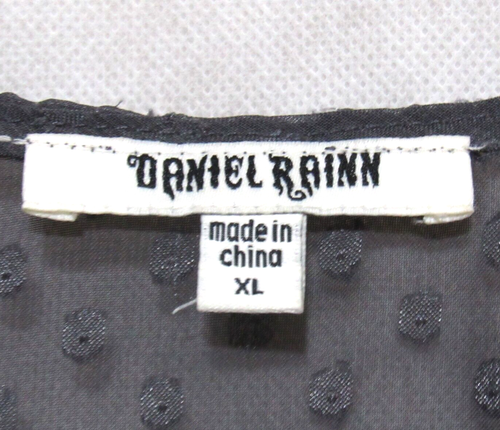 DANIEL RAINN
made in
china
XL